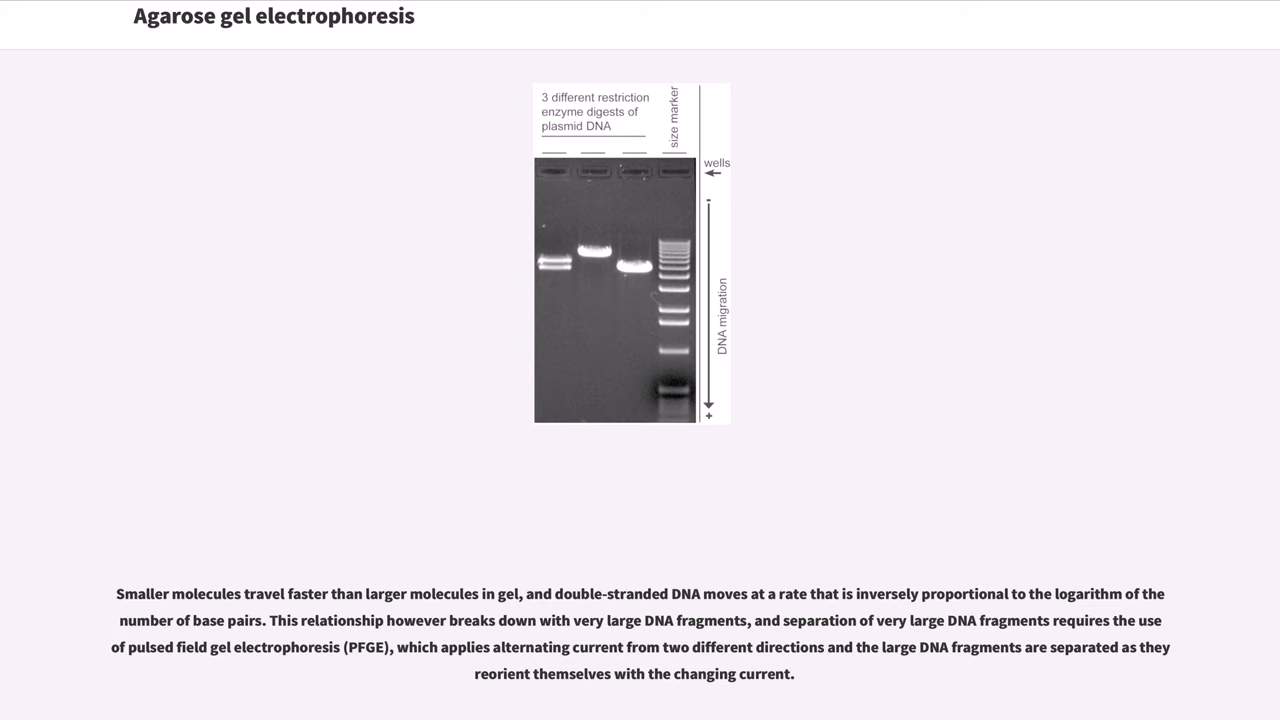 Agarose gel electrophoresis
3 different restriction
enzyme digests of
plasmid DNA
size marker
wells
-
DNA migration
+
Smaller molecules travel faster than larger molecules in gel, and double-stranded DNA moves at a rate that is inversely proportional to the logarithm of the
number of base pairs. This relationship however breaks down with very large DNA fragments, and separation of very large DNA fragments requires the use
of pulsed field gel electrophoresis (PFGE), which applies alternating current from two different directions and the large DNA fragments are separated as they
reorient themselves with the changing current.